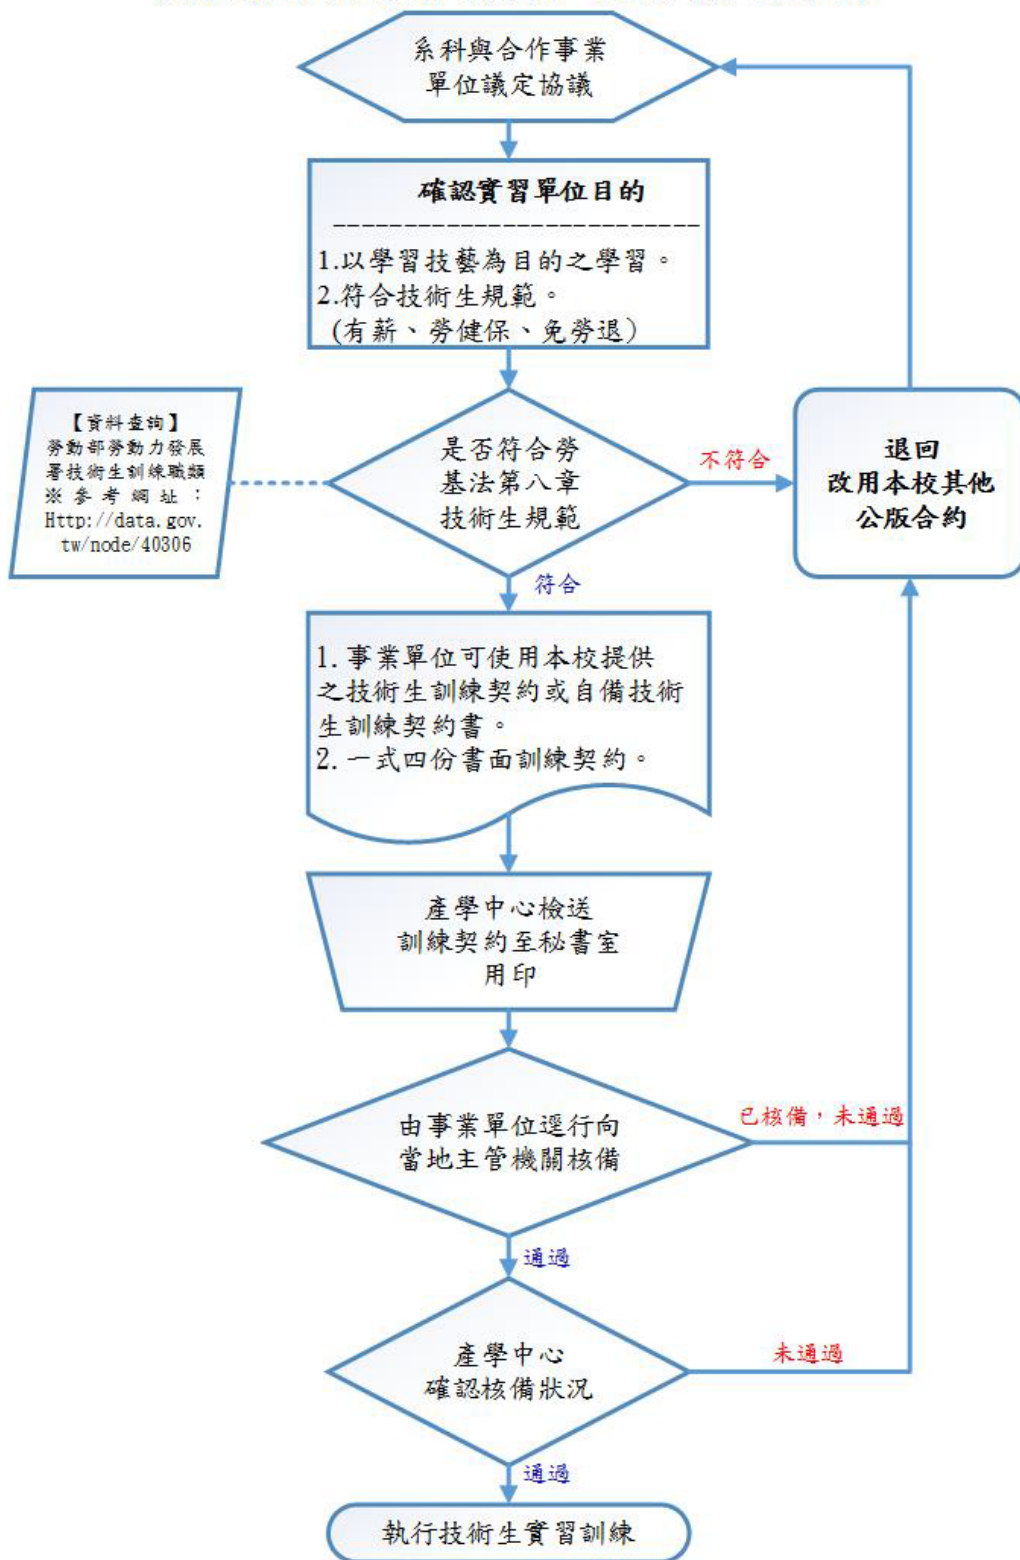 系科與合作事業
單位議定協議
確認實習單位目的
--------------------------
1.以學習技藝為目的之學習。
2.符合技術生規範。
(有薪、勞健保、免勞退)
【資料查詢】
勞動部勞動力發展
署技術生訓練職類
※參考網址：
Http://data.gov.
tw/node/40306
是否符合勞
基法第八章
技術生規範
不符合
退回
改用本校其他
公版合約
符合
1. 事業單位可使用本校提供
之技術生訓練契約或自備技術
生訓練契約書。
2. 一式四份書面訓練契約。
產學中心檢送
訓練契約至秘書室
用印
由事業單位逕行向
當地主管機關核備
已核備，未通過
通過
產學中心
確認核備狀況
未通過
通過
執行技術生實習訓練